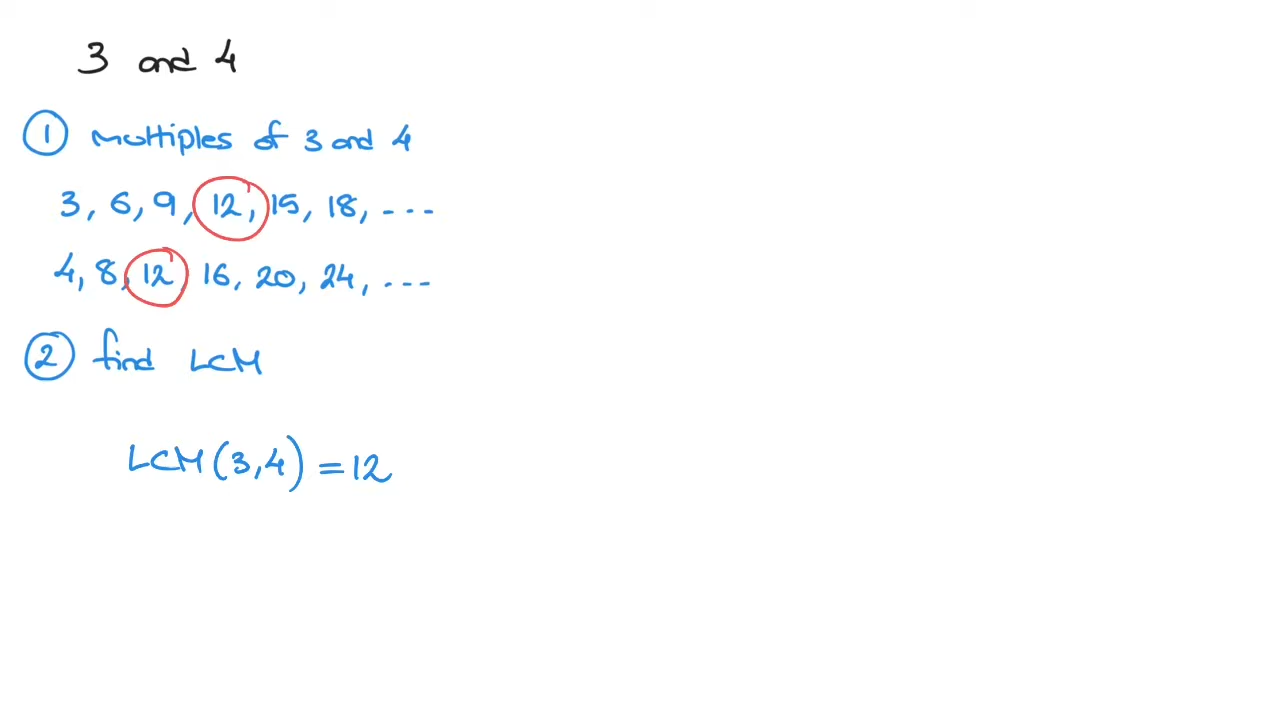 3 and 4
① multiples of 3 and 4
3, 6, 9, 12, 15, 18, ...
4, 8, 12, 16, 20, 24, ...
② find LCM
LCM(3,4) = 12